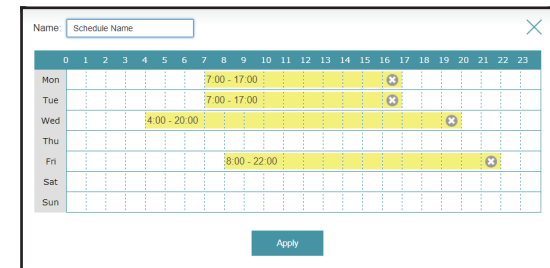 Name: Schedule Name
0 1 2 3 4 5 6 7 8 9 10 11 12 13 14 15 16 17 18 19 20 21 22 23
Mon 7:00 - 17:00
Tue 7:00 - 17:00
Wed 4:00 - 20:00
Thu
Fri 8:00 - 22:00
Sat
Sun
Apply